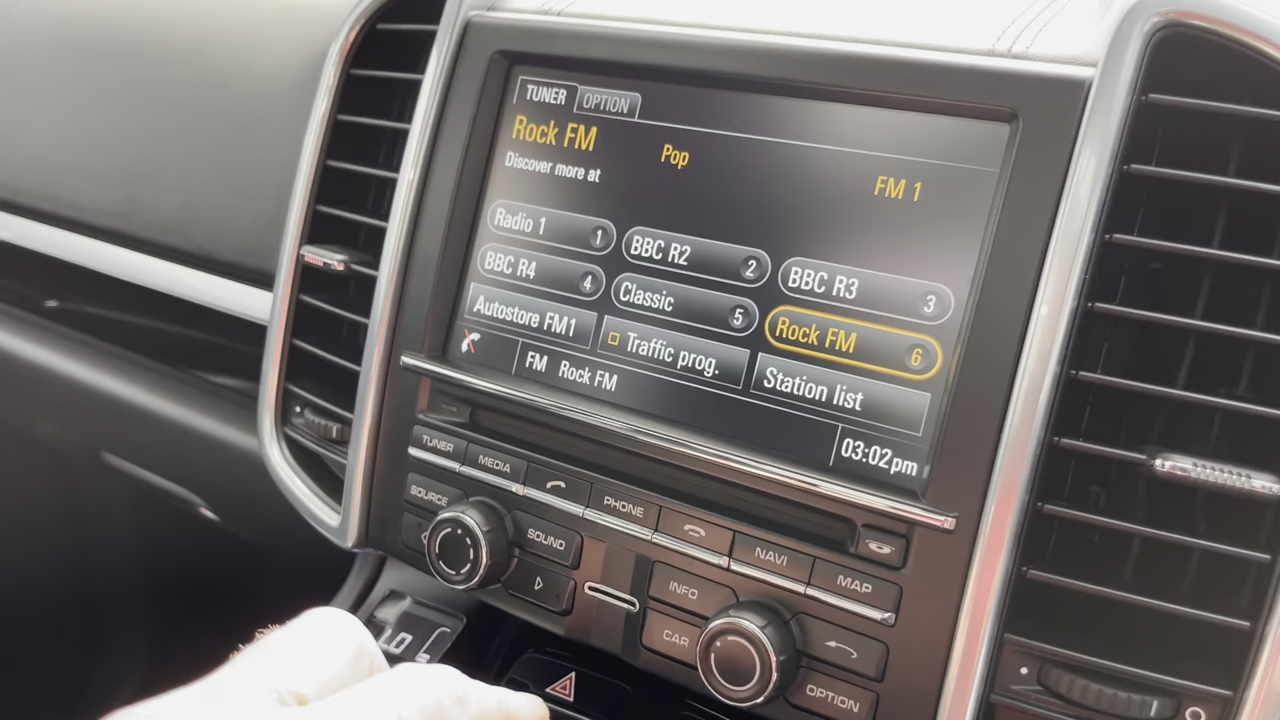 TUNER OPTION
Rock FM
Pop
FM 1
Discover more at
Radio 1 1
BBC R2 2
BBC R3 3
BBC R4 4
Classic 5
Rock FM 6
Autostore FM1
Traffic prog.
Station list
FM Rock FM
03:02pm
TUNER
MEDIA
PHONE
NAVI
MAP
SOURCE
SOUND
INFO
CAR
OPTION